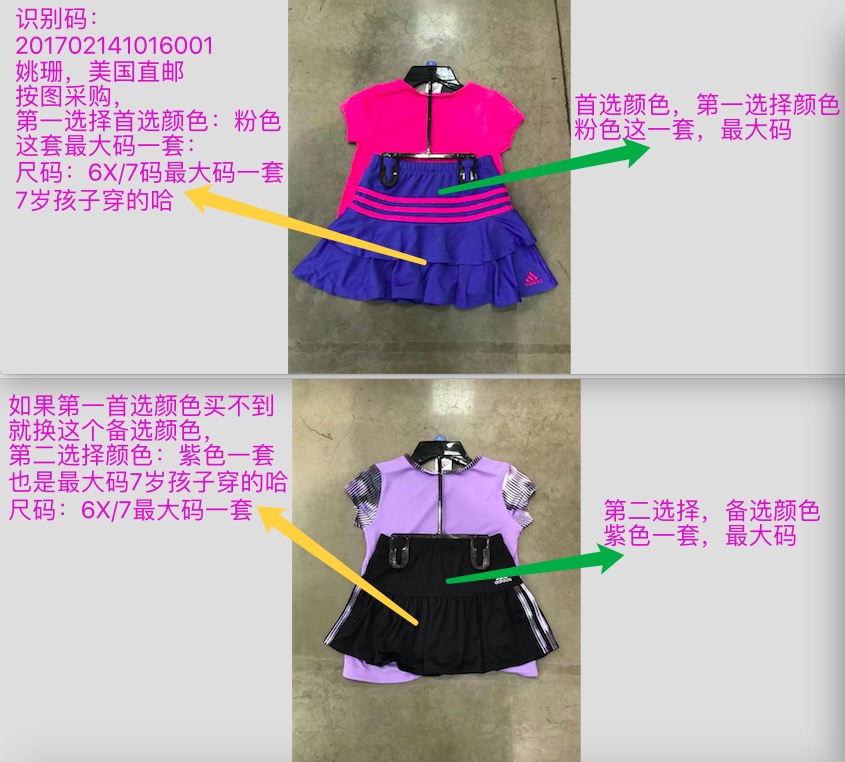 识别码：
201702141016001
姚珊，美国直邮
按图采购，
第一选择首选颜色：粉色
这套最大码一套：
尺码：6X/7码最大码一套
7岁孩子穿的哈
首选颜色，第一选择颜色
粉色这一套，最大码
如果第一首选颜色买不到
就换这个备选颜色，
第二选择颜色：紫色一套
也是最大码7岁孩子穿的哈
尺码：6X/7最大码一套
第二选择，备选颜色
紫色一套，最大码